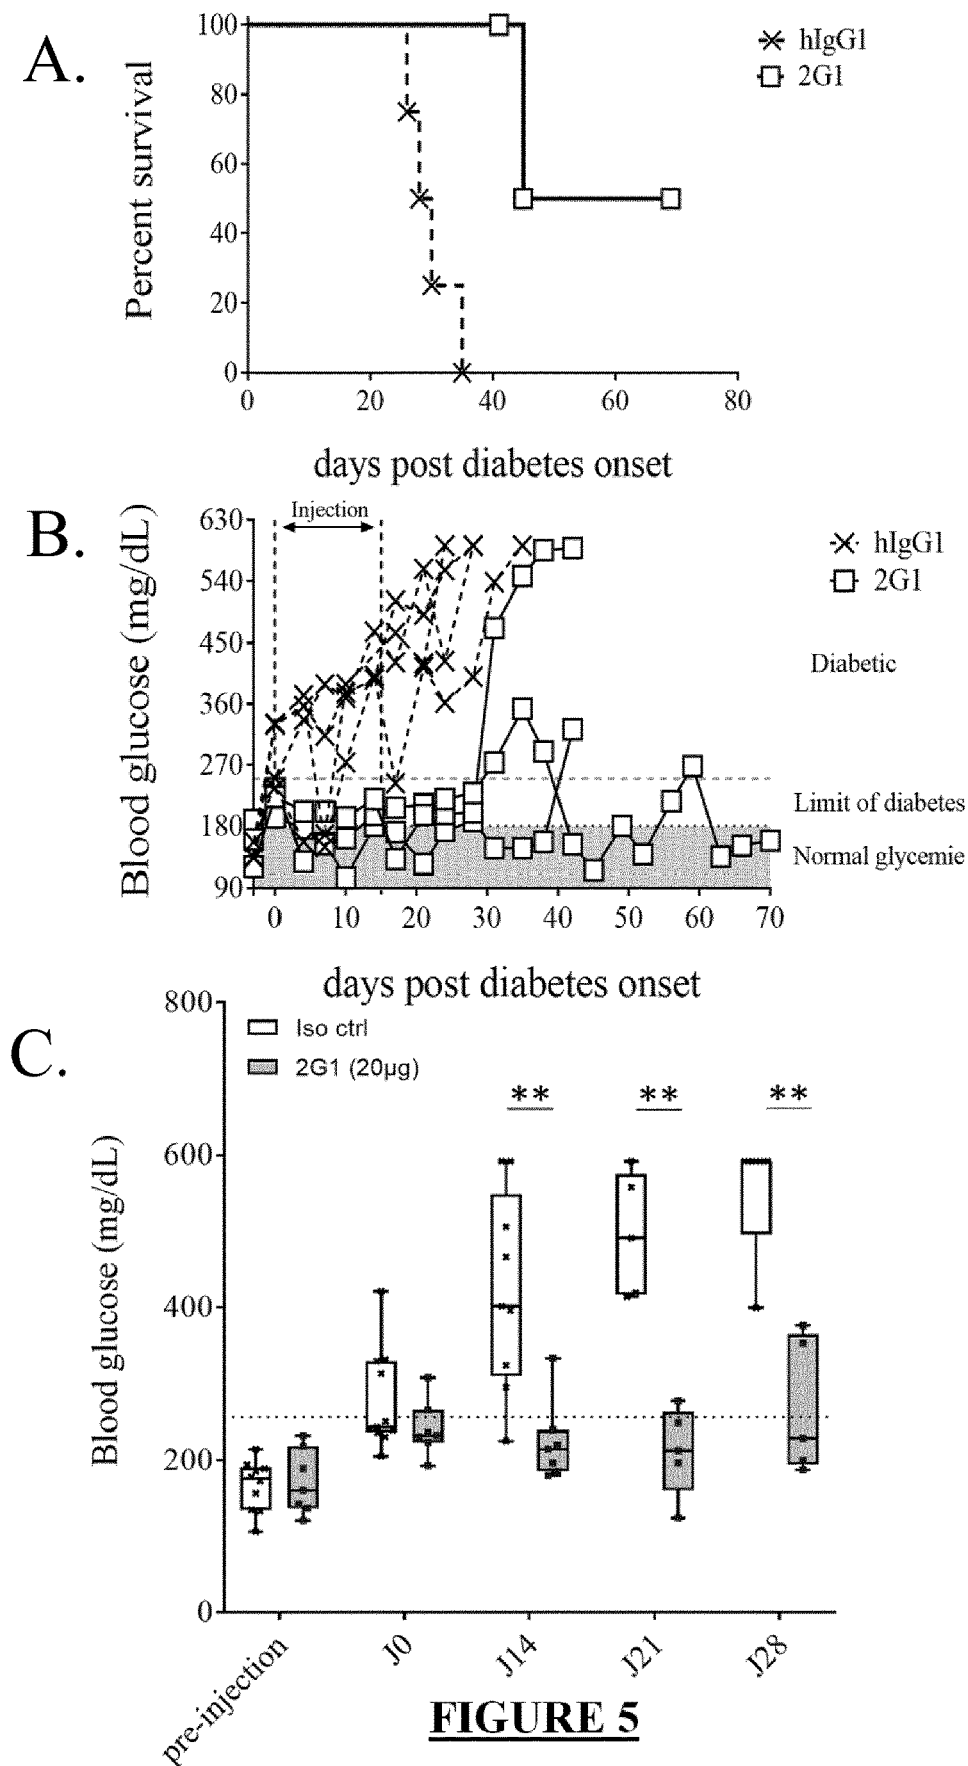 A.
Percent survival
100
80
60
40
20
0
0 20 40 60 80
days post diabetes onset
hIgG1
2G1
B.
Blood glucose (mg/dL)
Injection
630
540
450
360
270
180
90
0 10 20 30 40 50 60 70
days post diabetes onset
hIgG1
2G1
Diabetic
Limit of diabetes
Normal glycemie
C.
Blood glucose (mg/dL)
800
600
400
200
0
Iso ctrl
2G1 (20µg)
** ** **
pre-injection J0 J14 J21 J28
FIGURE 5